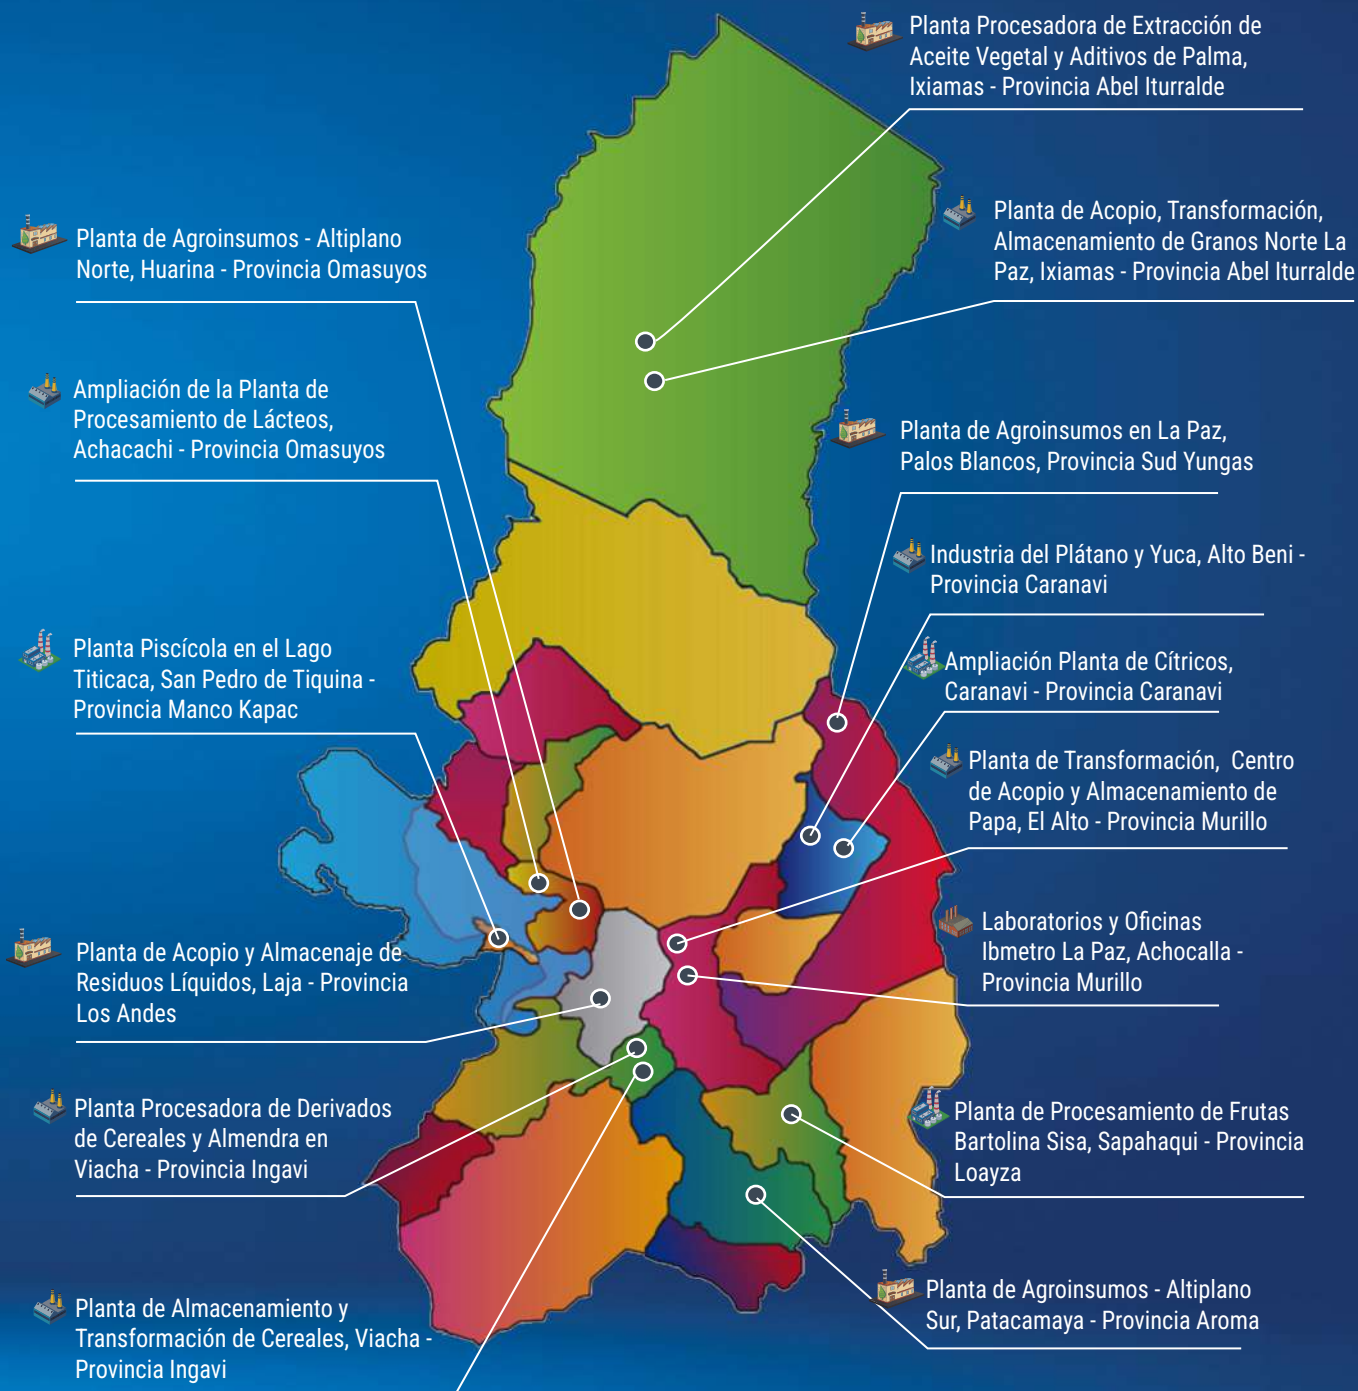 Planta Procesadora de Extracción de
Aceite Vegetal y Aditivos de Palma,
Ixiamas - Provincia Abel Iturralde
Planta de Acopio, Transformación,
Almacenamiento de Granos Norte La
Paz, Ixiamas - Provincia Abel Iturralde
Planta de Agroinsumos - Altiplano
Norte, Huarina - Provincia Omasuyos
Ampliación de la Planta de
Procesamiento de Lácteos,
Achacachi - Provincia Omasuyos
Planta de Agroinsumos en La Paz,
Palos Blancos, Provincia Sud Yungas
Industria del Plátano y Yuca, Alto Beni -
Provincia Caranavi
Planta Piscícola en el Lago
Titicaca, San Pedro de Tiquina -
Provincia Manco Kapac
Ampliación Planta de Cítricos,
Caranavi - Provincia Caranavi
Planta de Transformación, Centro
de Acopio y Almacenamiento de
Papa, El Alto - Provincia Murillo
Planta de Acopio y Almacenaje de
Residuos Líquidos, Laja - Provincia
Los Andes
Laboratorios y Oficinas
Ibmetro La Paz, Achocalla -
Provincia Murillo
Planta Procesadora de Derivados
de Cereales y Almendra en
Viacha - Provincia Ingavi
Planta de Procesamiento de Frutas
Bartolina Sisa, Sapahaqui - Provincia
Loayza
Planta de Almacenamiento y
Transformación de Cereales, Viacha -
Provincia Ingavi
Planta de Agroinsumos - Altiplano
Sur, Patacamaya - Provincia Aroma